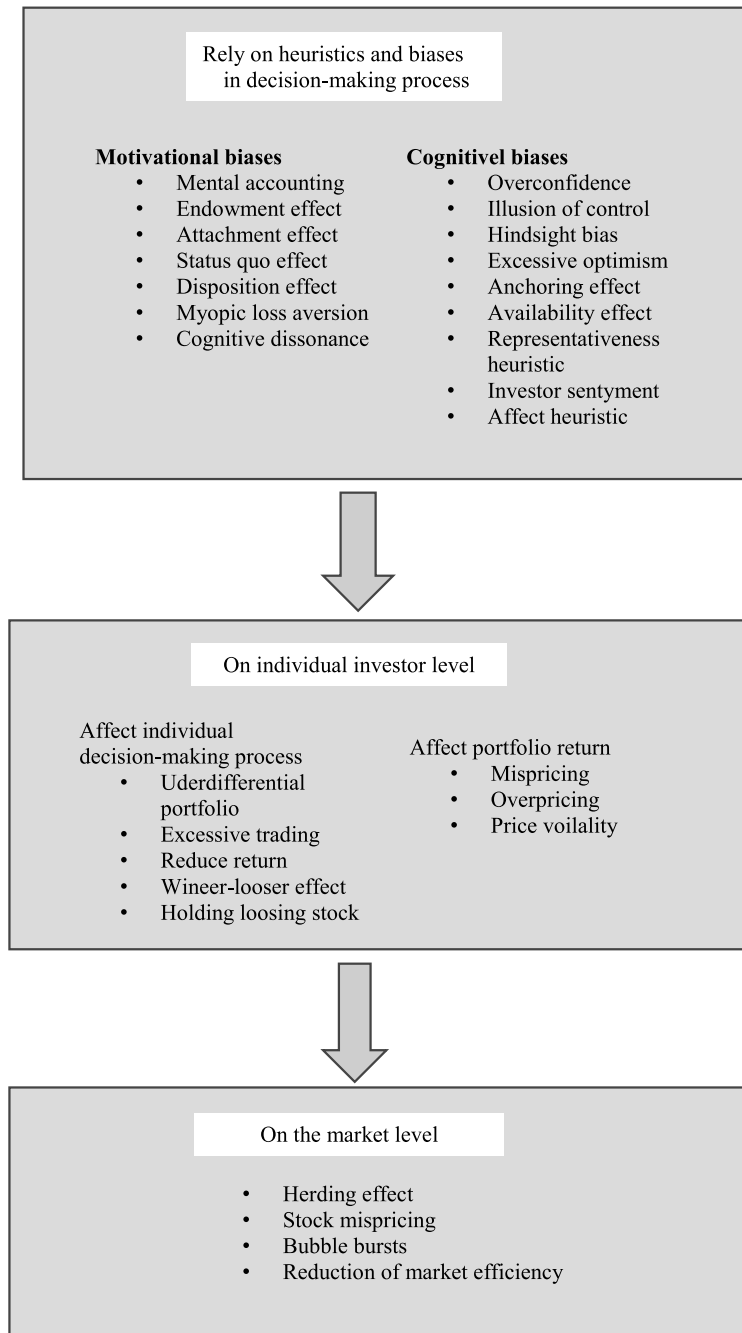 Rely on heuristics and biases
in decision-making process
Motivational biases
• Mental accounting
• Endowment effect
• Attachment effect
• Status quo effect
• Disposition effect
• Myopic loss aversion
• Cognitive dissonance
Cognitivel biases
• Overconfidence
• Illusion of control
• Hindsight bias
• Excessive optimism
• Anchoring effect
• Availability effect
• Representativeness
heuristic
• Investor sentyment
• Affect heuristic
On individual investor level
Affect individual
decision-making process
• Uderdifferential
portfolio
• Excessive trading
• Reduce return
• Wineer-looser effect
• Holding loosing stock
Affect portfolio return
• Mispricing
• Overpricing
• Price voilality
On the market level
• Herding effect
• Stock mispricing
• Bubble bursts
• Reduction of market efficiency